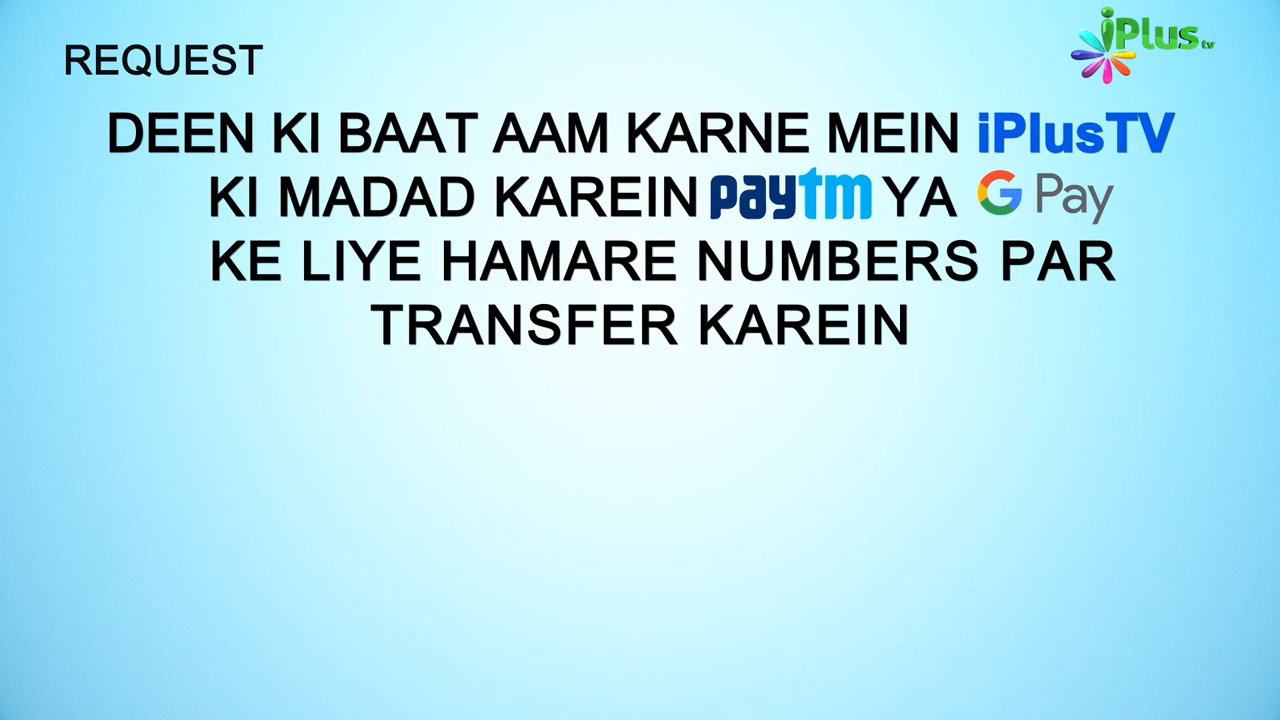 REQUEST
iPlus tv
DEEN KI BAAT AAM KARNE MEIN iPlusTV
KI MADAD KAREIN paytm YA G Pay
KE LIYE HAMARE NUMBERS PAR
TRANSFER KAREIN